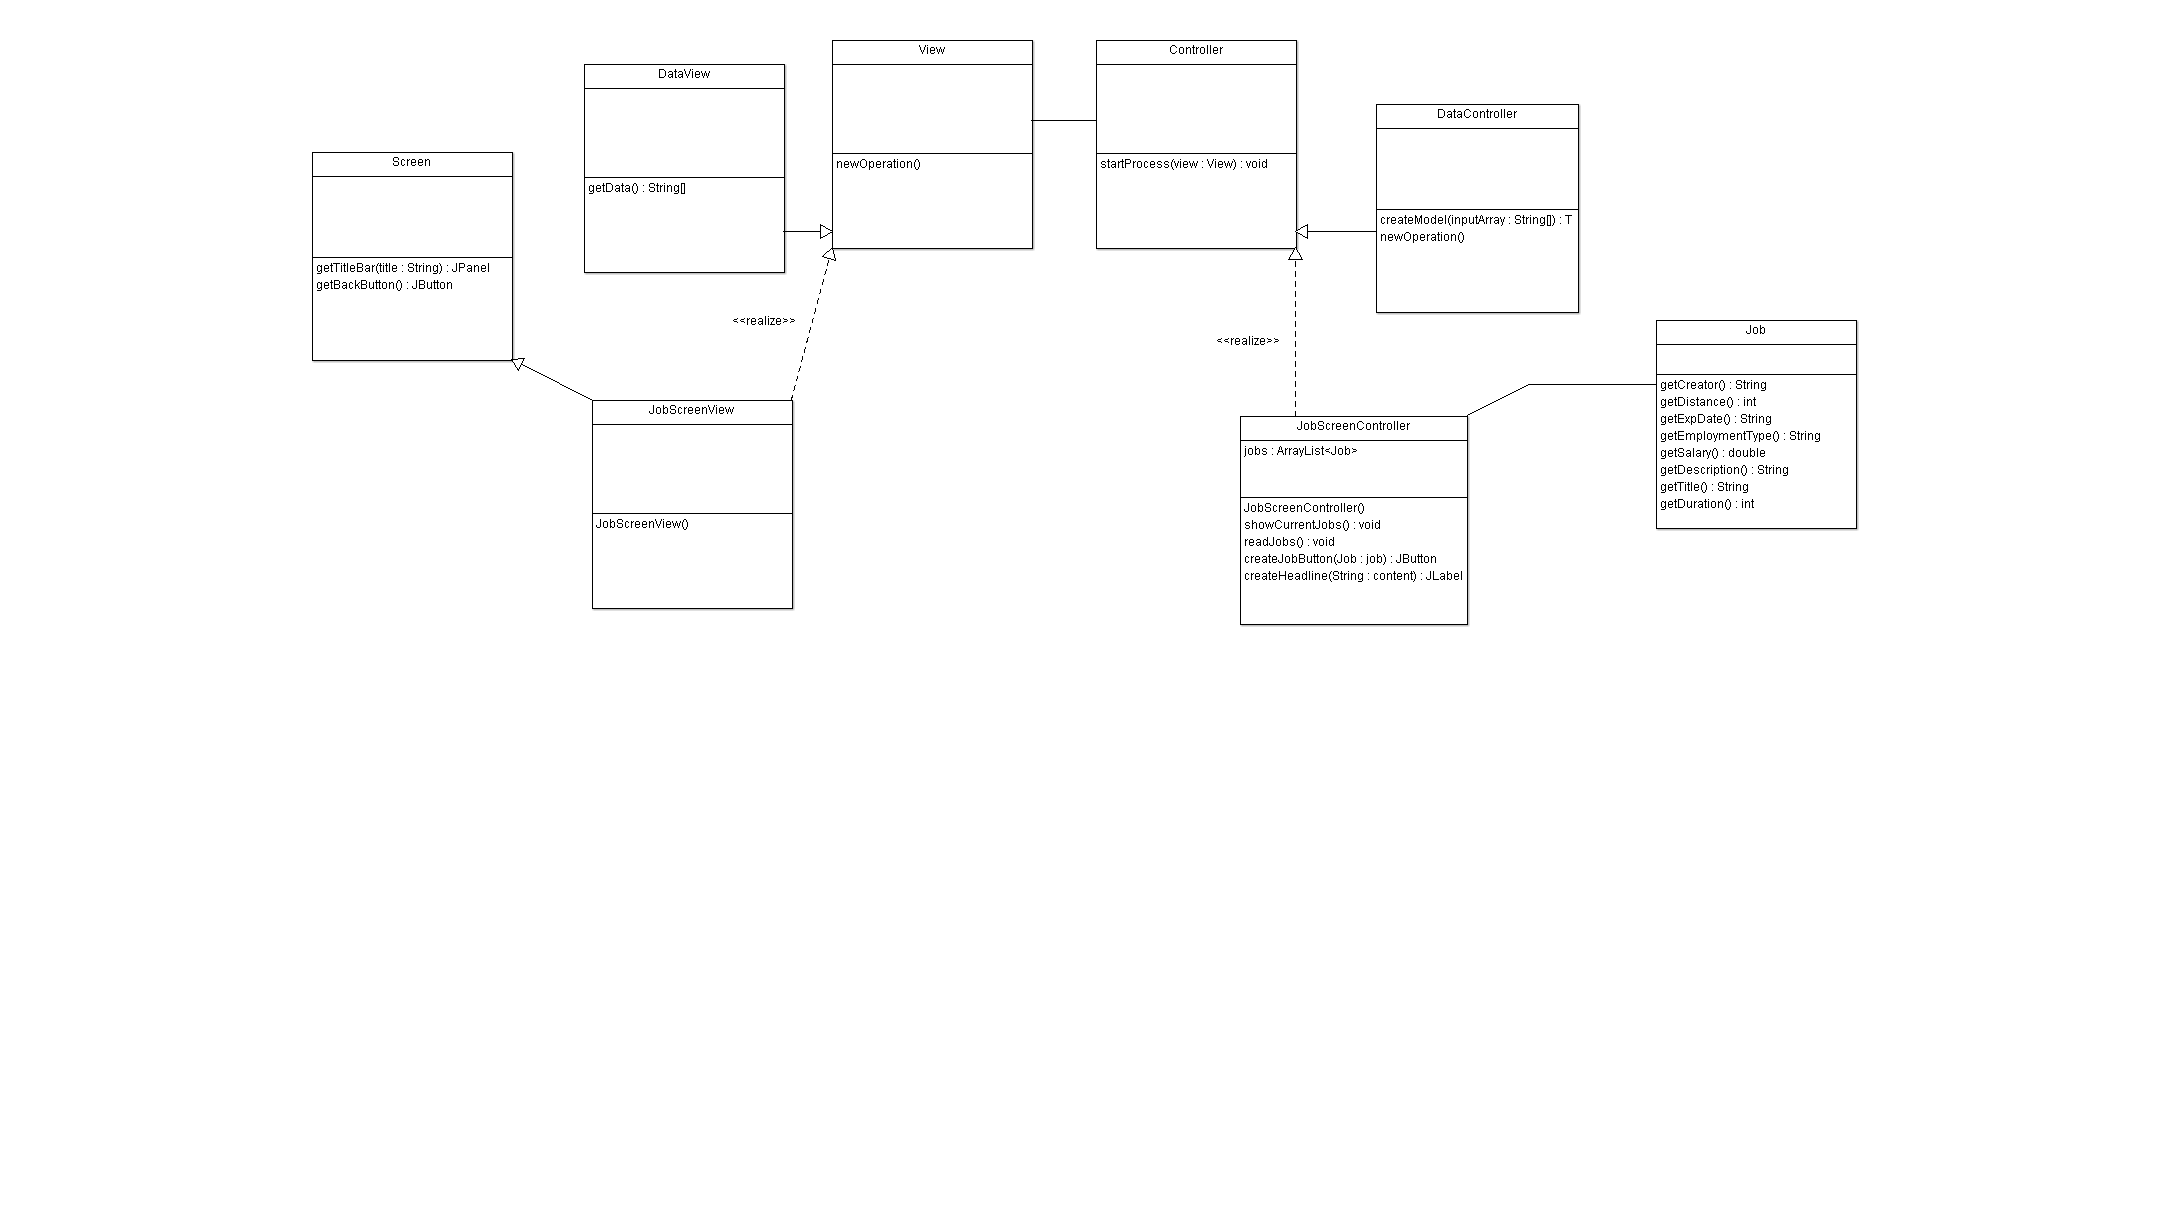 View
newOperation()
Controller
startProcess(view : View) : void
DataView
getData() : String[]
DataController
createModel(inputArray : String[]) : T
newOperation()
Screen
getTitleBar(title : String) : JPanel
getBackButton() : JButton
<<realize>>
<<realize>>
Job
getCreator() : String
getDistance() : int
getExpDate() : String
getEmploymentType() : String
getSalary() : double
getDescription() : String
getTitle() : String
getDuration() : int
JobScreenView
JobScreenView()
JobScreenController
jobs : ArrayList<Job>
JobScreenController()
showCurrentJobs() : void
readJobs() : void
createJobButton(Job : job) : JButton
createHeadline(String : content) : JLabel